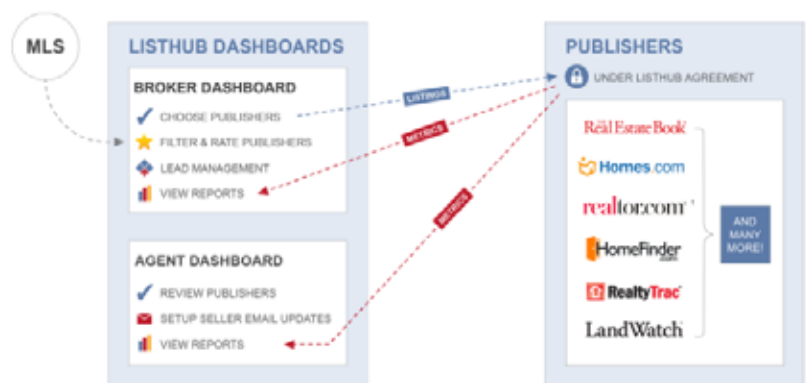 MLS
LISTHUB DASHBOARDS
BROKER DASHBOARD
CHOOSE PUBLISHERS
FILTER & RATE PUBLISHERS
LEAD MANAGEMENT
VIEW REPORTS
AGENT DASHBOARD
REVIEW PUBLISHERS
SETUP SELLER EMAIL UPDATES
VIEW REPORTS
LISTINGS
METRICS
METRICS
PUBLISHERS
UNDER LISTHUB AGREEMENT
The Real Estate Book
Homes.com
realtor.com
HomeFinder.com
RealtyTrac
LandWatch
AND
MANY
MORE!